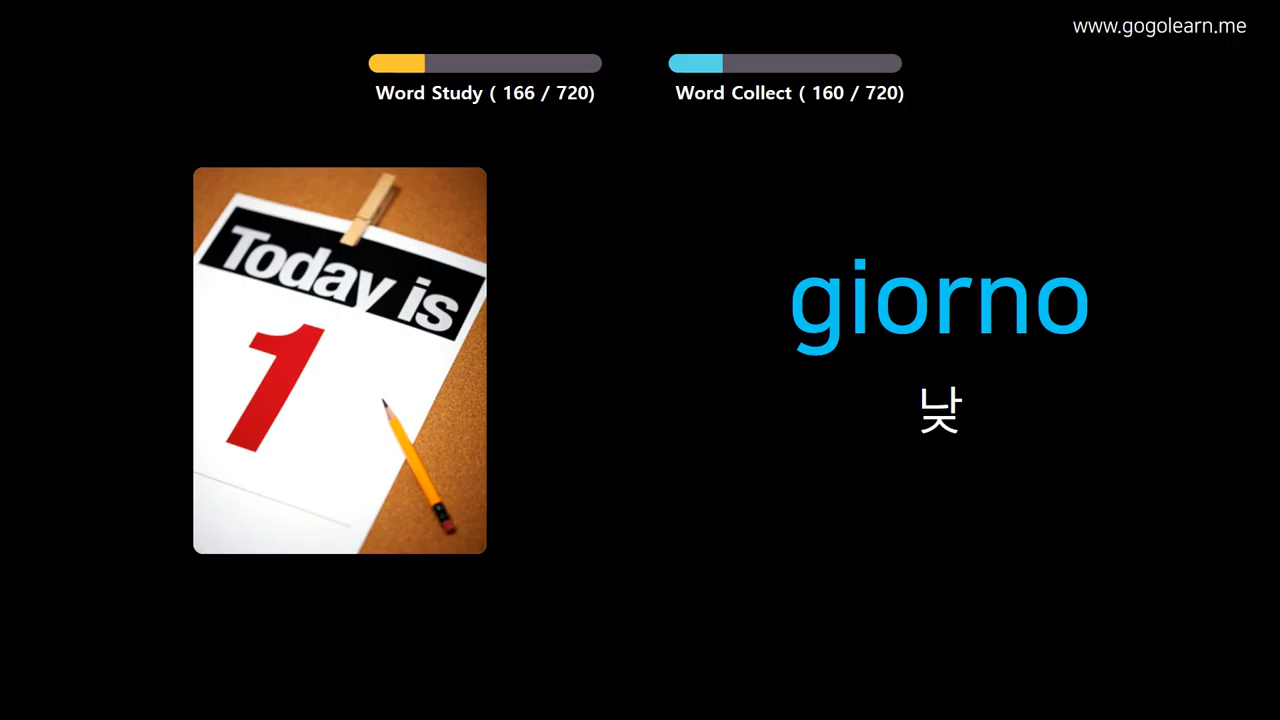 www.gogolearn.me
Word Study ( 166 / 720)
Word Collect ( 160 / 720)
Today is
1
giorno
낮